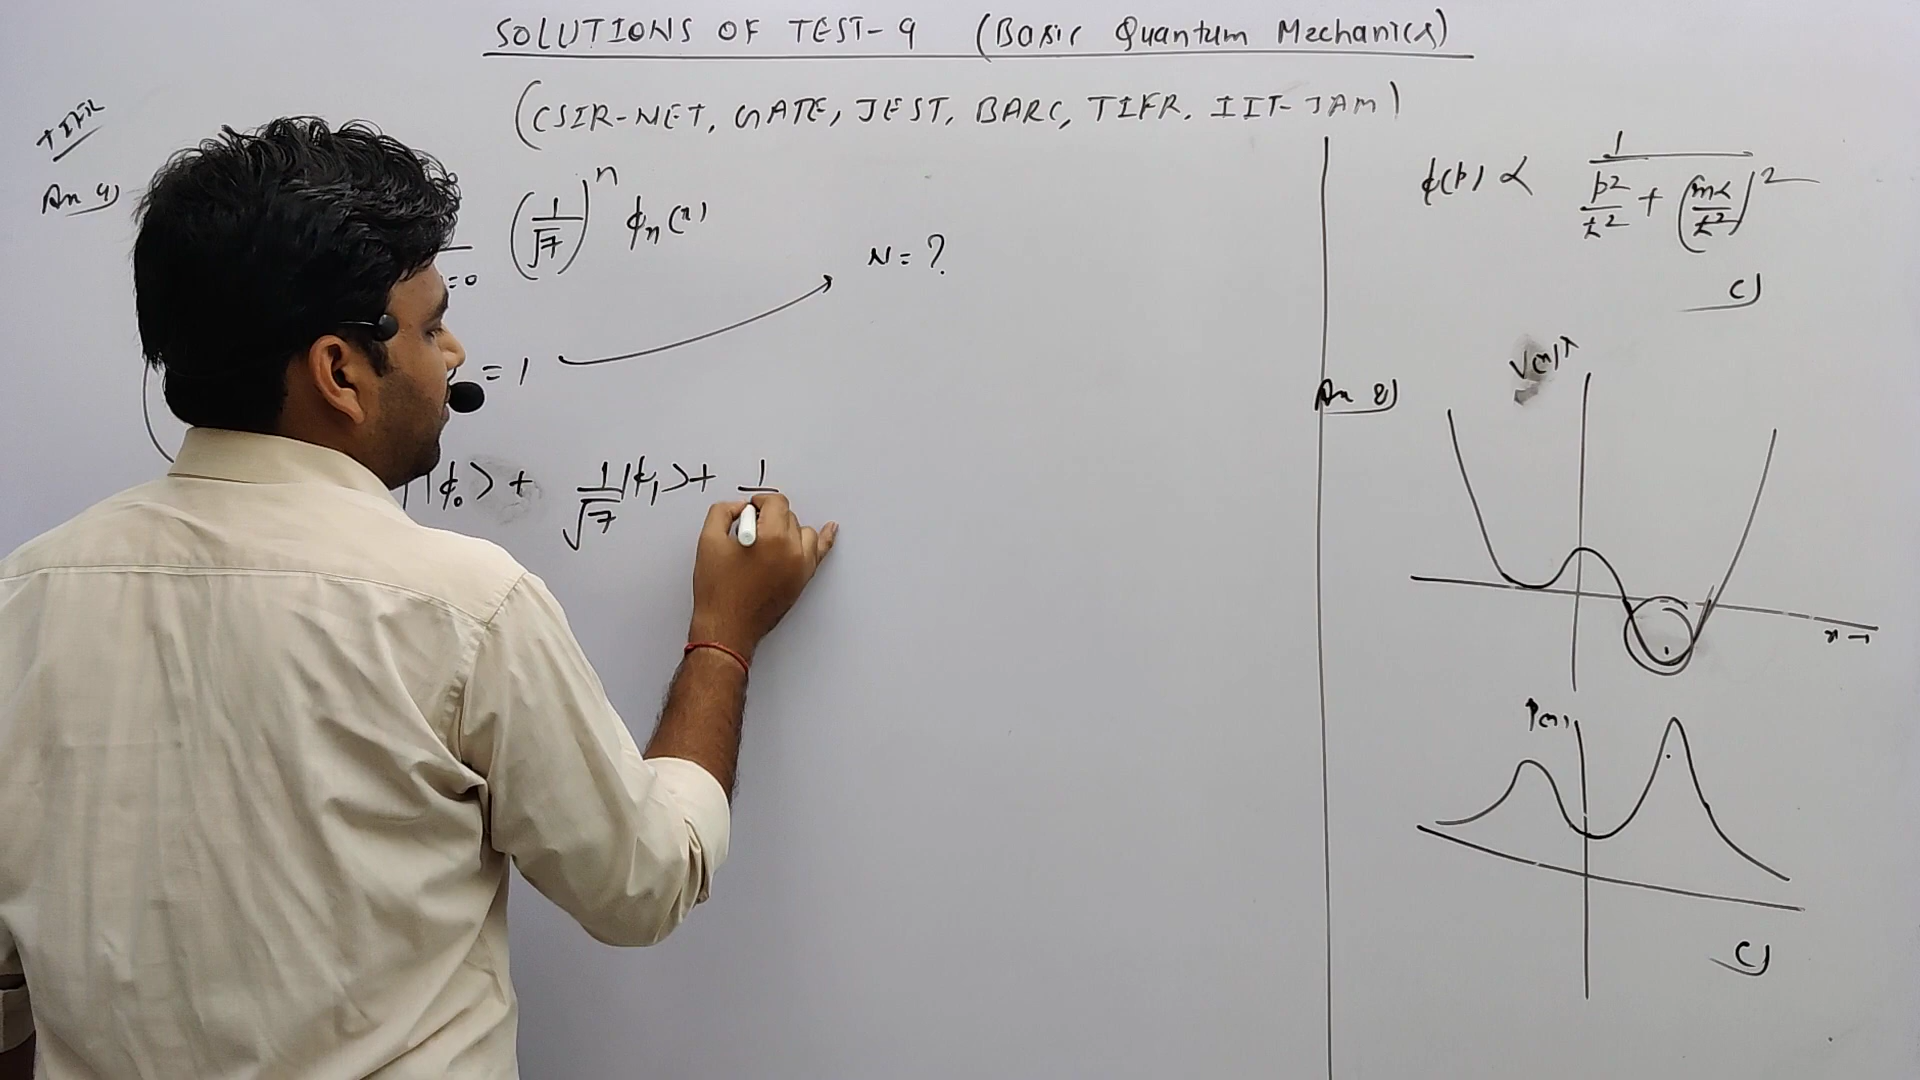 SOLUTIONS OF TEST-9 (Basic Quantum Mechanics)
(CSIR-NET, GATE, JEST, BARC, TIFR, IIT-JAM)
TIFR
An 4)
=0 (1/√7)^n ϕn(x)
N = ?
= 1
|ϕ0> + 1/√7 |ϕ1> + 1
ϕ(p) ∝ 1 / (p²/ħ² + (mα/ħ²)²)
C)
An 8)
V(x)
x →
P(x)
C)